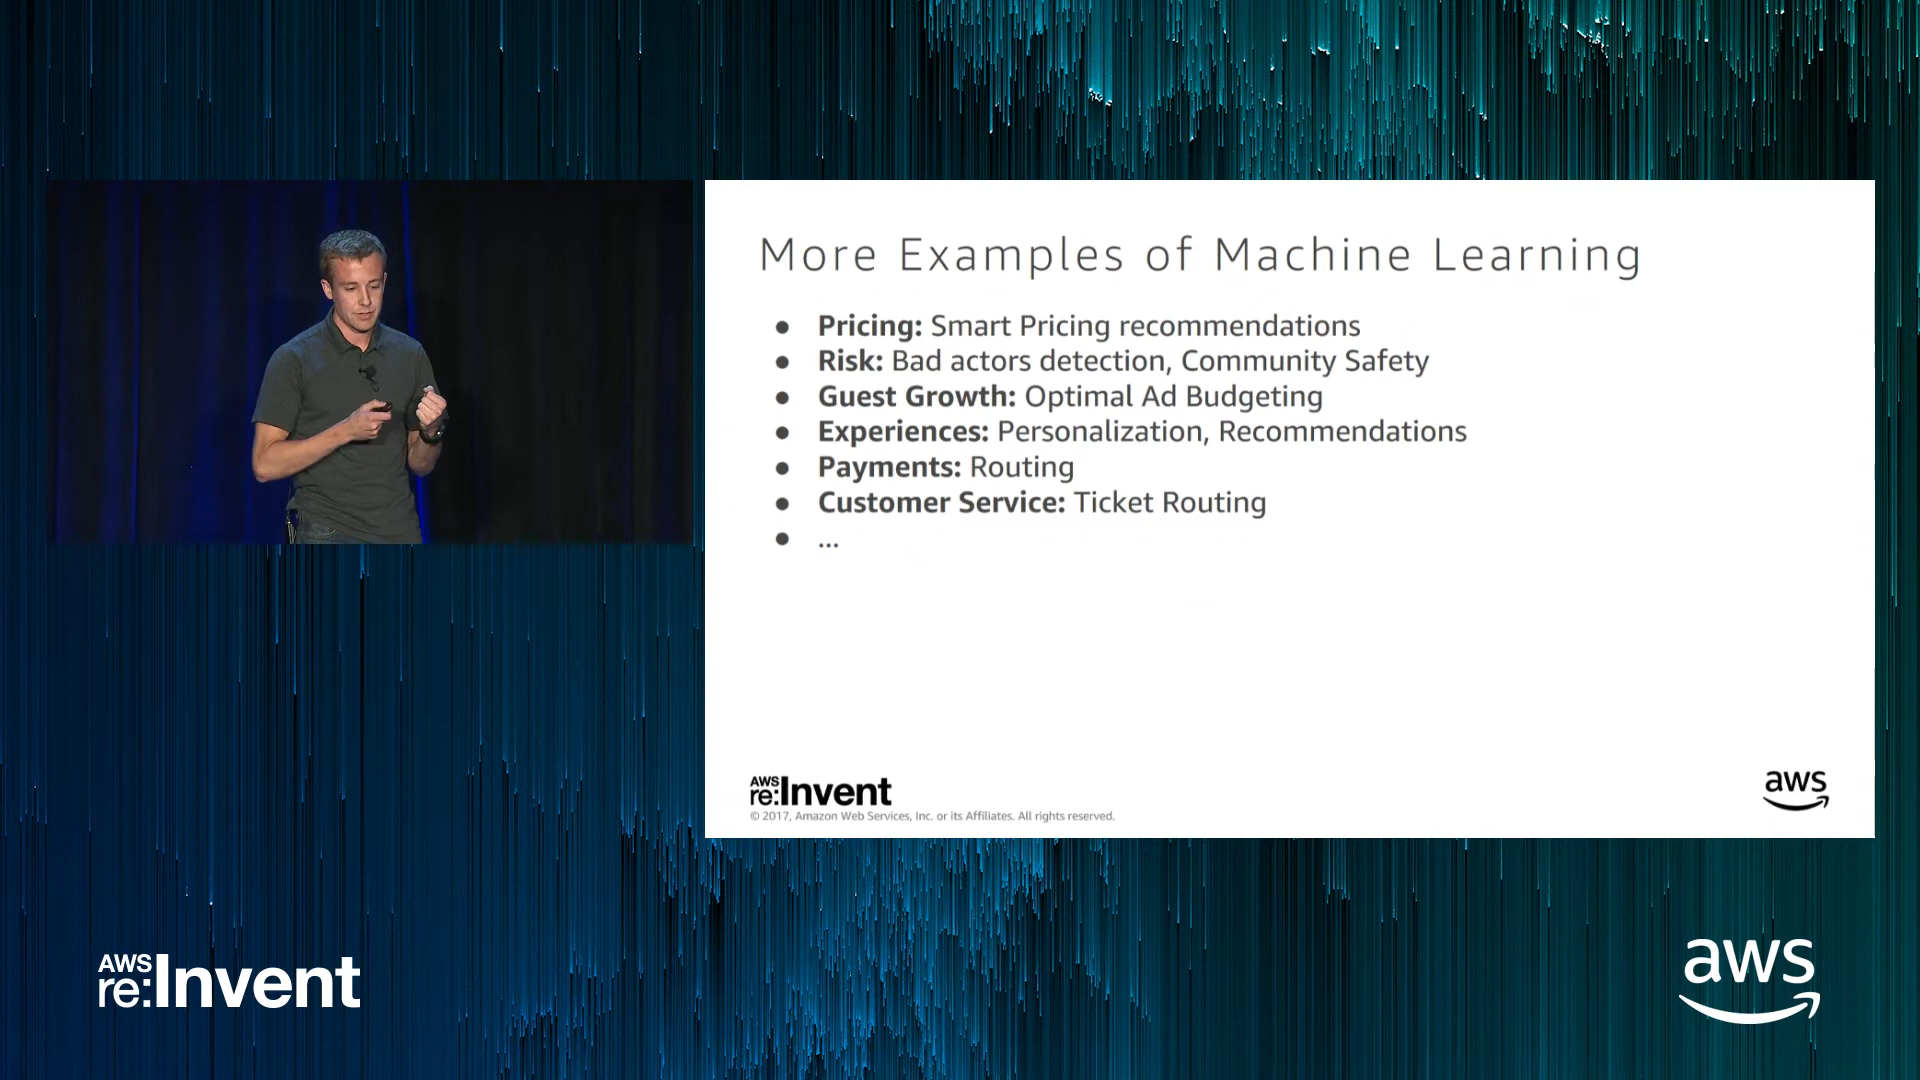 More Examples of Machine Learning
● Pricing: Smart Pricing recommendations
● Risk: Bad actors detection, Community Safety
● Guest Growth: Optimal Ad Budgeting
● Experiences: Personalization, Recommendations
● Payments: Routing
● Customer Service: Ticket Routing
● ...
AWS
re:Invent
© 2017, Amazon Web Services, Inc. or its Affiliates. All rights reserved.
aws
AWS
re:Invent
aws